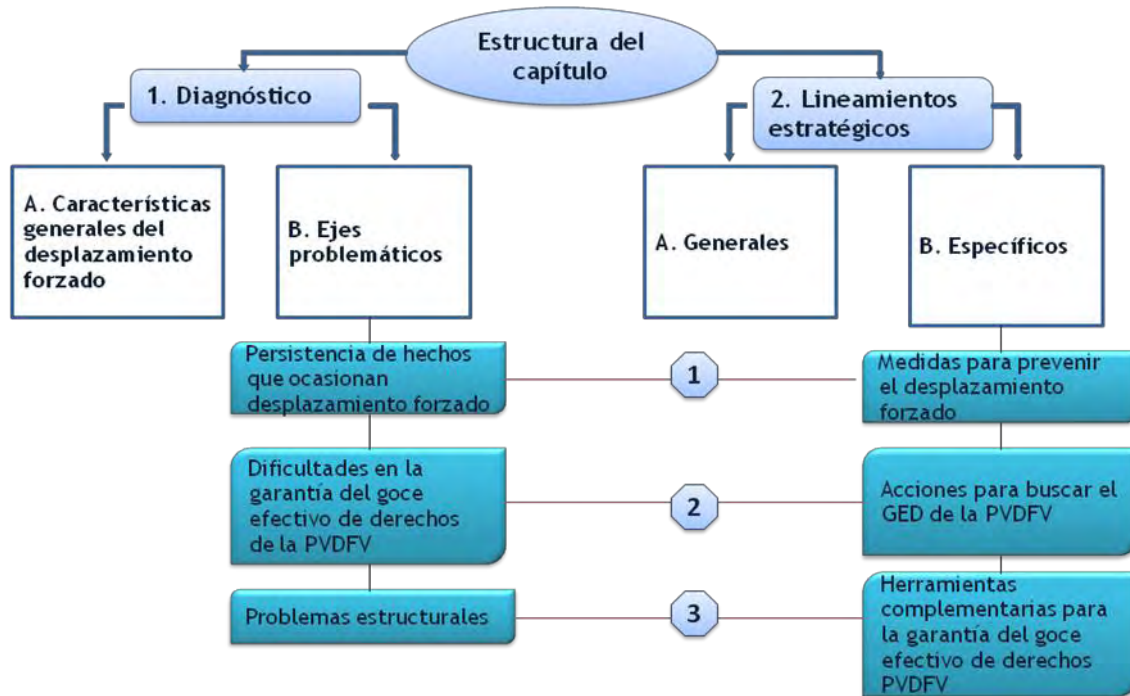 Estructura del
capítulo
1. Diagnóstico
2. Lineamientos
estratégicos
A. Características
generales del
desplazamiento
forzado
B. Ejes
problemáticos
A. Generales
B. Específicos
Persistencia de hechos
que ocasionan
desplazamiento forzado
1
Medidas para prevenir
el desplazamiento
forzado
Dificultades en la
garantía del goce
efectivo de derechos
de la PVDFV
2
Acciones para buscar el
GED de la PVDFV
Problemas estructurales
3
Herramientas
complementarias para
la garantía del goce
efectivo de derechos
PVDFV